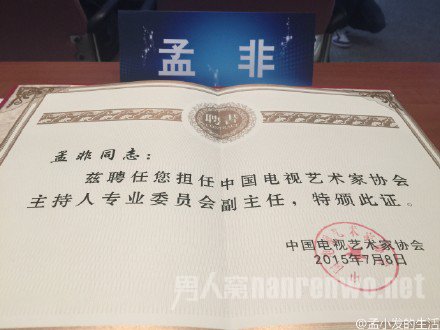 孟 非
聘書
孟非同志：
兹聘任您担任中国电视艺术家协会
主持人专业委员会副主任，特颁此证。
中国电视艺术家协会
2015年7月8日
男人窝nanrenwo.net
@孟小发的生活